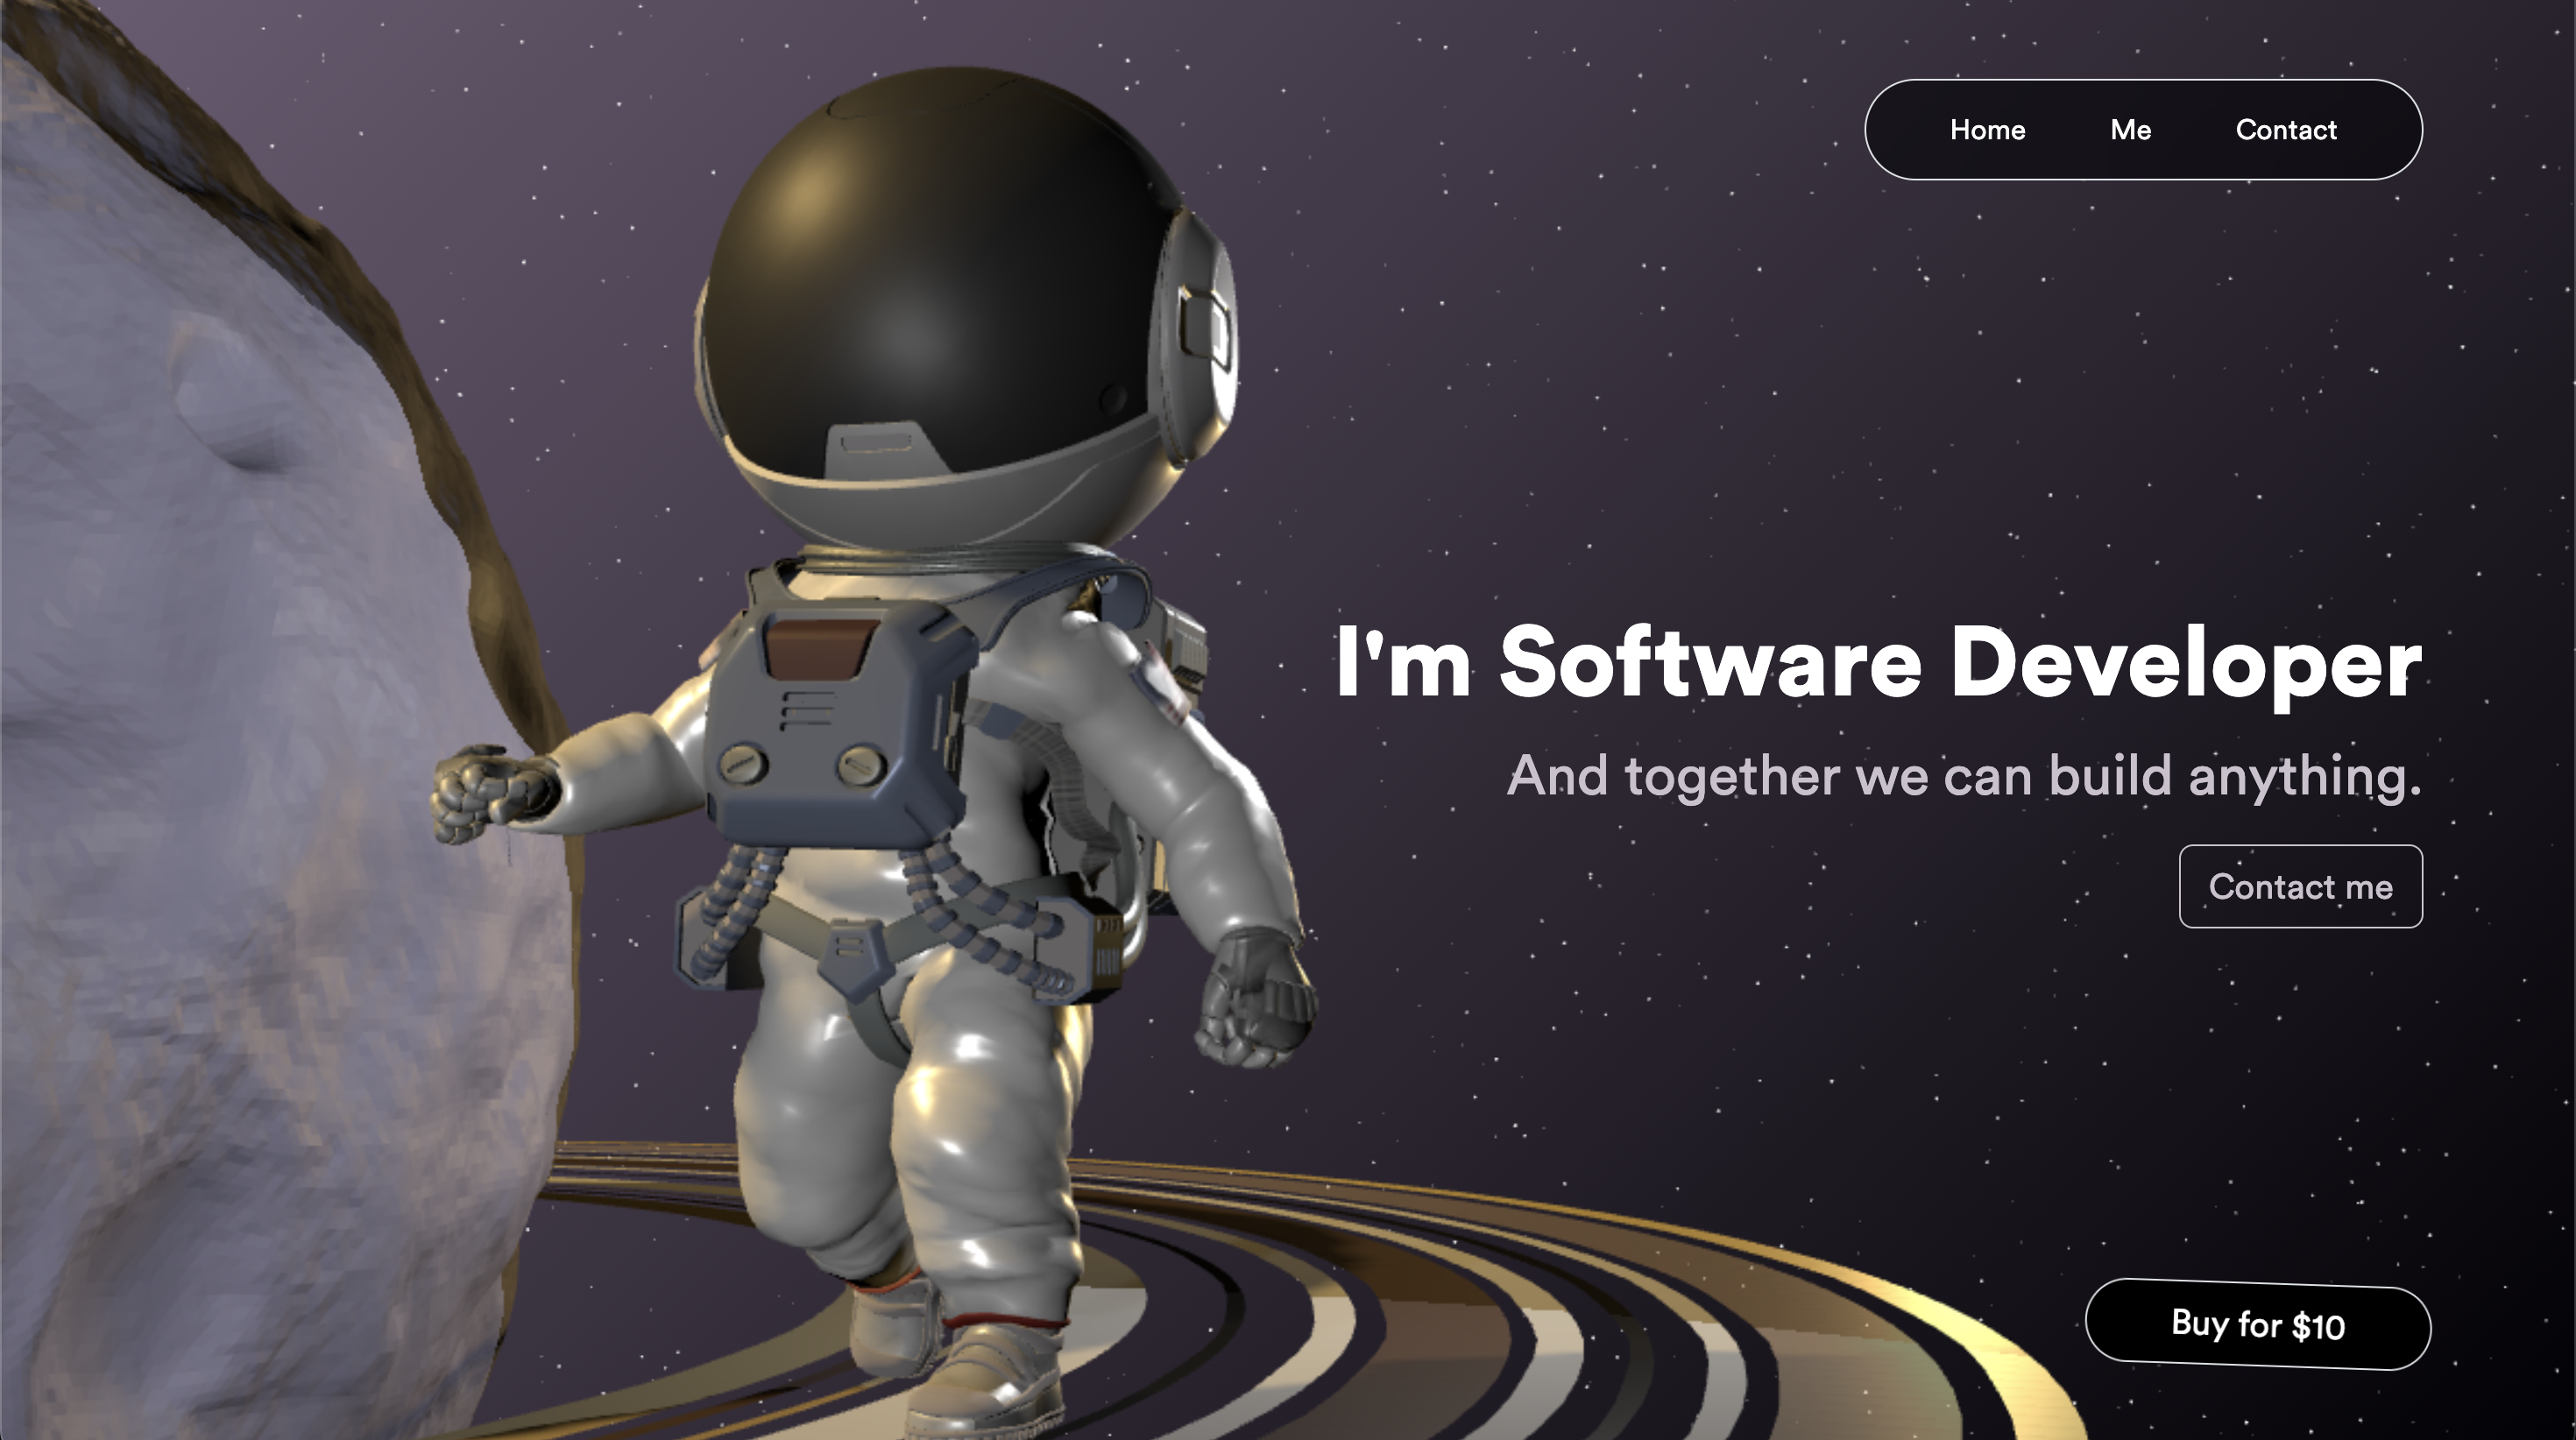 Home Me Contact
I'm Software Developer
And together we can build anything.
Contact me
Buy for $10